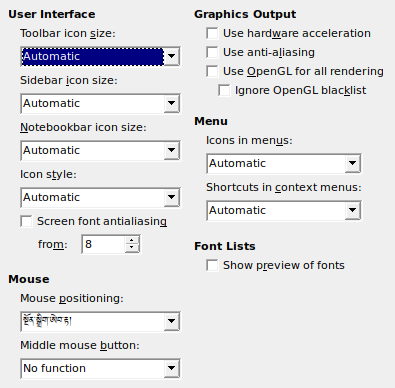 User Interface
Toolbar icon size:
Automatic
Sidebar icon size:
Automatic
Notebookbar icon size:
Automatic
Icon style:
Automatic
Screen font antialiasing
from: 8
Mouse
Mouse positioning:
Middle mouse button:
No function
Graphics Output
Use hardware acceleration
Use anti-aliasing
Use OpenGL for all rendering
Ignore OpenGL blacklist
Menu
Icons in menus:
Automatic
Shortcuts in context menus:
Automatic
Font Lists
Show preview of fonts